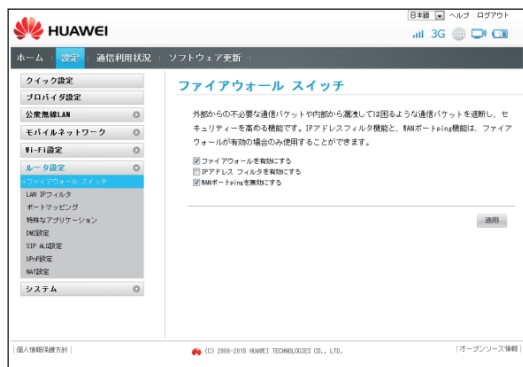 日本語 ヘルプ ログアウト
HUAWEI
3G
ホーム 設定 通信利用状況 ソフトウェア更新
クイック設定
プロバイダ設定
公衆無線LAN
モバイルネットワーク
Wi-Fi設定
ルータ設定
ファイアウォール スイッチ
LAN IPフィルタ
ポートマッピング
特殊なアプリケーション
DMZ設定
SIP ALG設定
UPnP設定
NAT設定
システム
ファイアウォール スイッチ
外部からの不必要な通信パケットや内部から漏洩しては困るような通信パケットを遮断し、セ
キュリティーを高める機能です。IPアドレスフィルタ機能と、WANポートping機能は、ファイア
ウォールが有効の場合のみ使用することができます。
ファイアウォールを有効にする
IPアドレス フィルタを有効にする
WANポートpingを無効にする
適用
個人情報保護方針
(C) 2006-2015 HUAWEI TECHNOLOGIES CO., LTD.
オープンソース情報